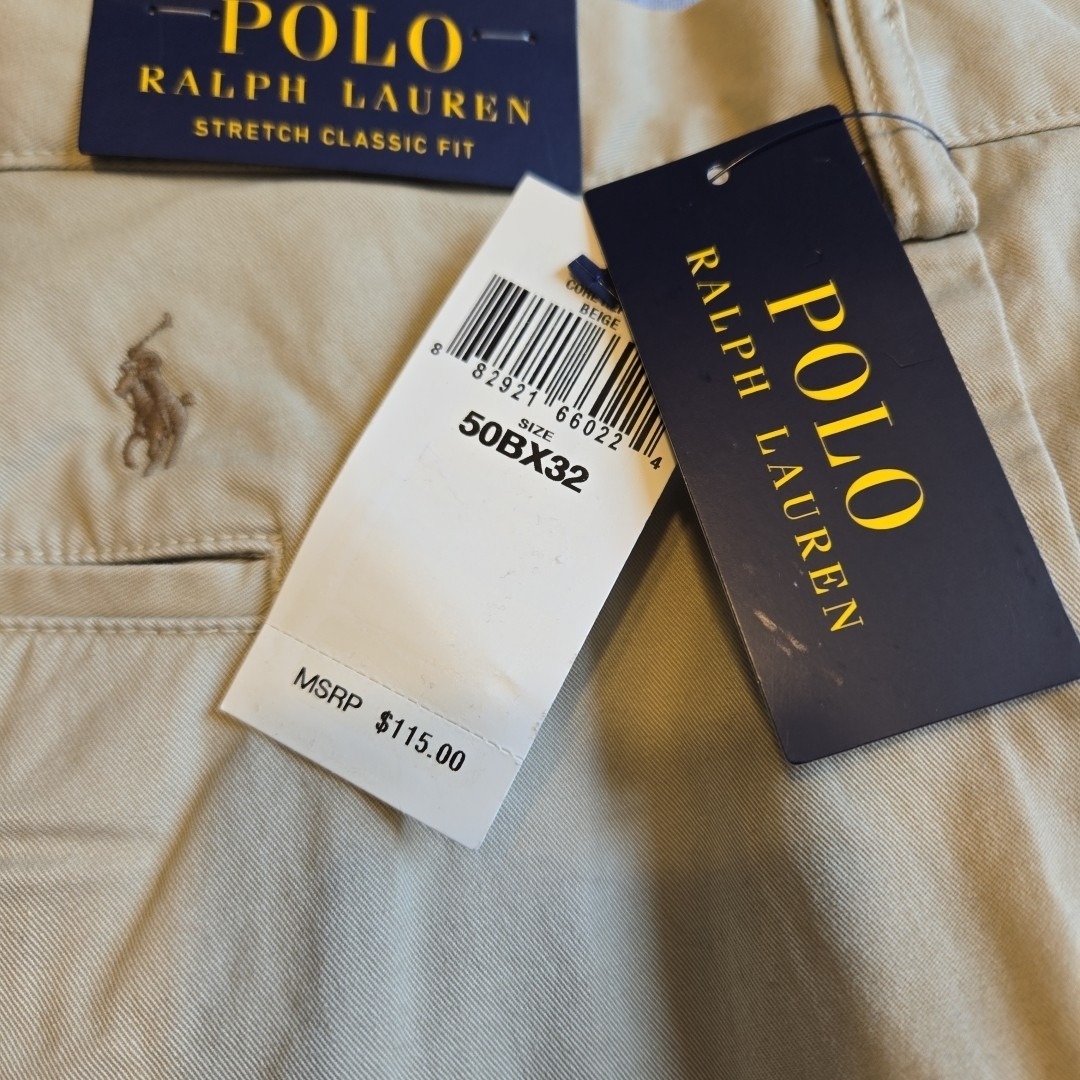 POLO
RALPH LAUREN
STRETCH CLASSIC FIT
BEIGE
8 82921 66022 4
SIZE
50BX32
MSRP $115.00
POLO
RALPH LAUREN